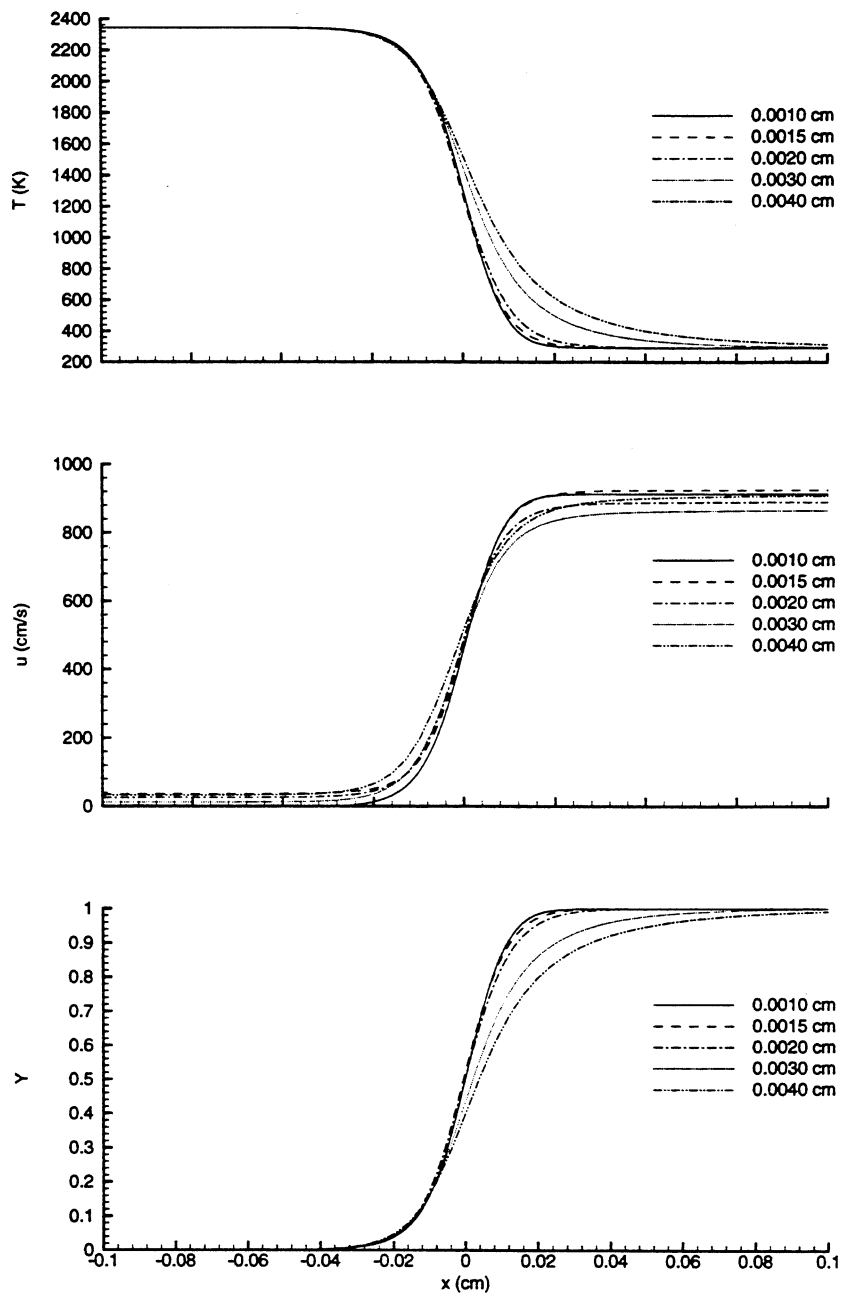 2400
2200
2000
1800
1600
1400
1200
1000
800
600
400
200
T (K)
0.0010 cm
0.0015 cm
0.0020 cm
0.0030 cm
0.0040 cm
1000
800
600
400
200
0
u (cm/s)
0.0010 cm
0.0015 cm
0.0020 cm
0.0030 cm
0.0040 cm
1
0.9
0.8
0.7
0.6
0.5
0.4
0.3
0.2
0.1
0
Y
0.0010 cm
0.0015 cm
0.0020 cm
0.0030 cm
0.0040 cm
-0.1 -0.08 -0.06 -0.04 -0.02 0 0.02 0.04 0.06 0.08 0.1
x (cm)